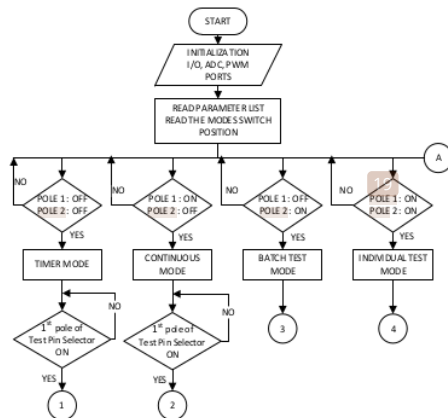 START
INITIALIZATION
I/O, ADC, PWM
PORTS
READ PARAMETER LIST
READ THE MODES SWITCH
POSITION
A
NO
POLE 1: OFF
POLE 2: OFF
YES
NO
POLE 1: ON
POLE 2: OFF
YES
NO
POLE 1: OFF
POLE 2: ON
YES
NO
19
POLE 1: ON
POLE 2: ON
YES
TIMER MODE
CONTINUOUS
MODE
BATCH TEST
MODE
INDIVIDUAL TEST
MODE
NO
1st pole of
Test Pin Selector
ON
YES
NO
1st pole of
Test Pin Selector
ON
YES
3
4
1
2